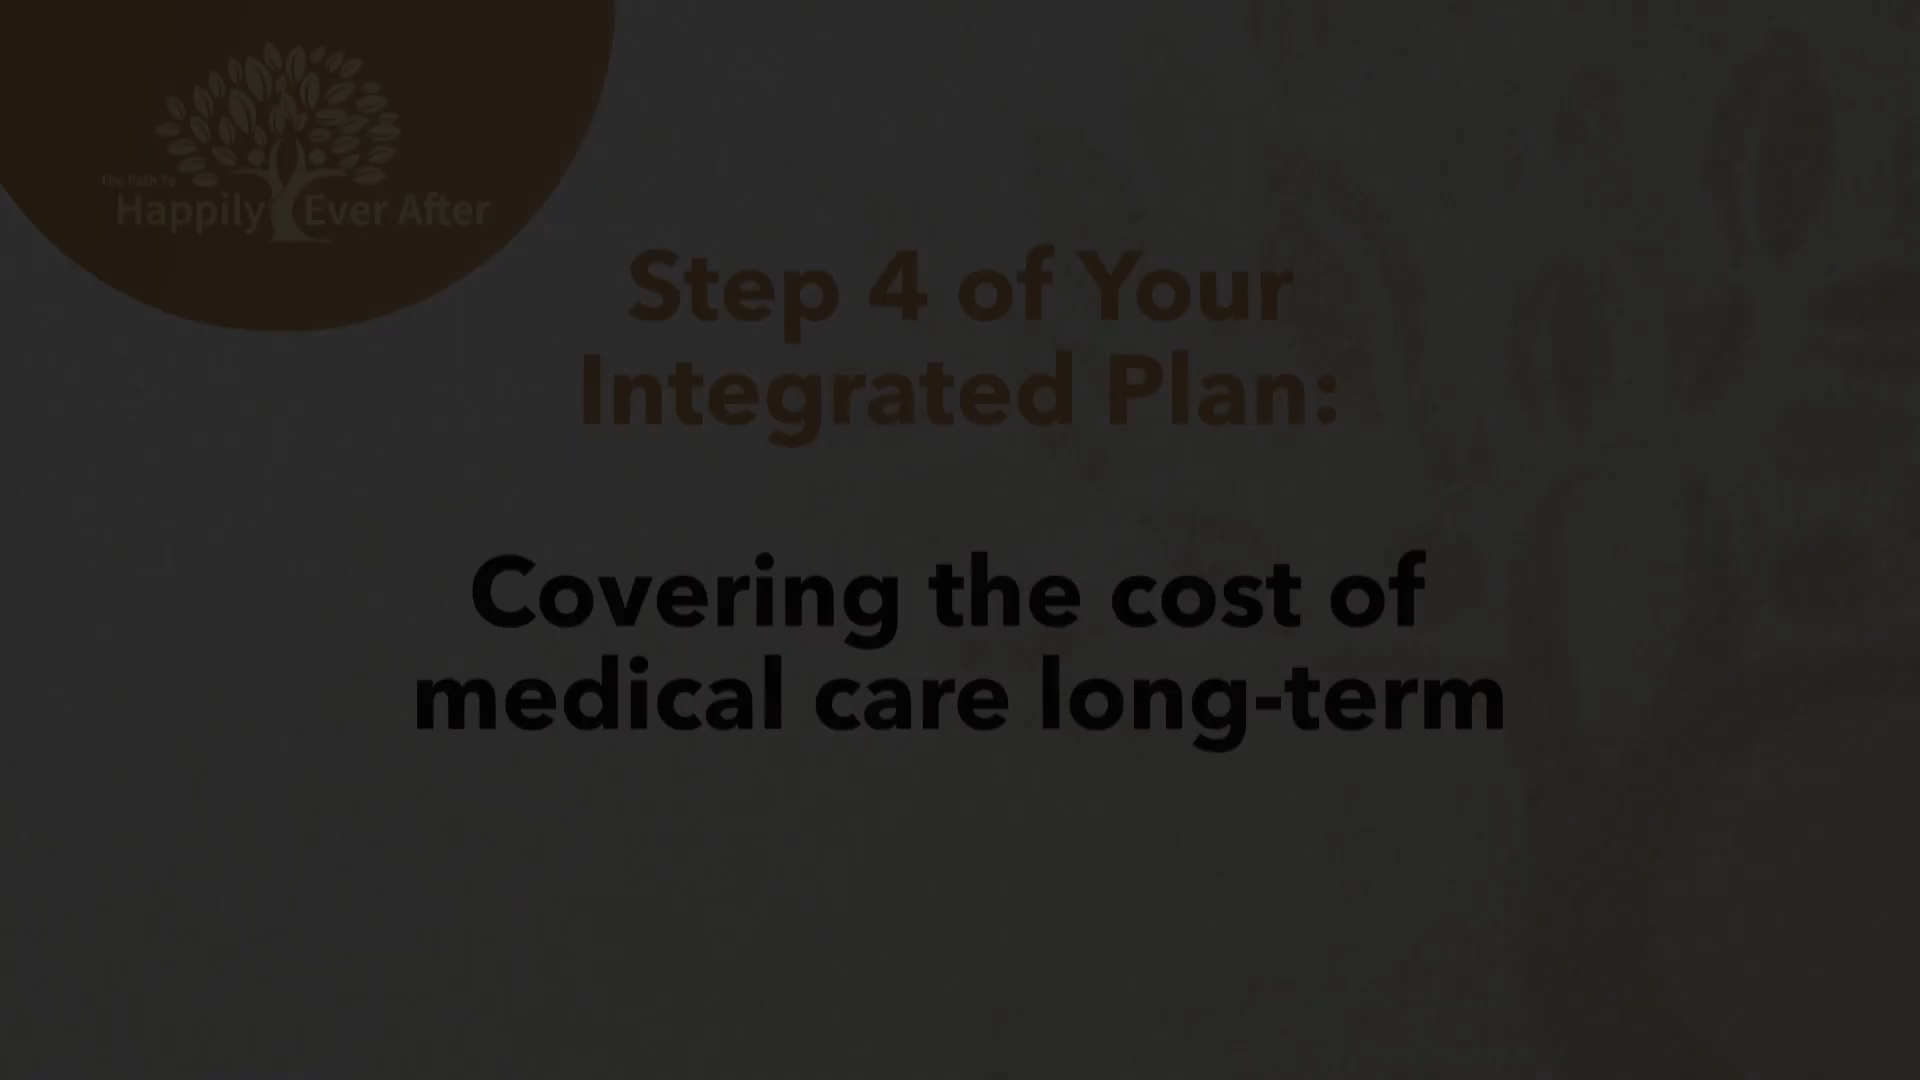 The Path To
Happily Ever After
Step 4 of Your
Integrated Plan:
Covering the cost of
medical care long-term